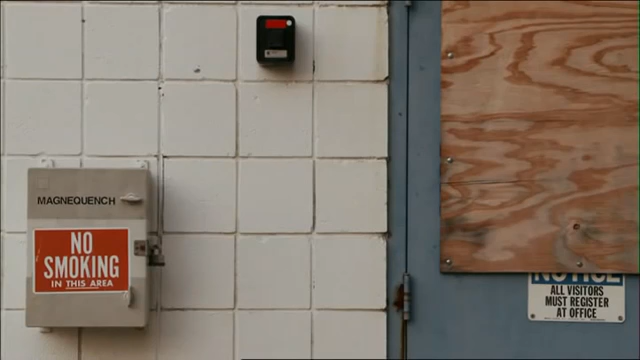 MAGNEQUENCH
NO
SMOKING
IN THIS AREA
NOTICE
ALL VISITORS
MUST REGISTER
AT OFFICE